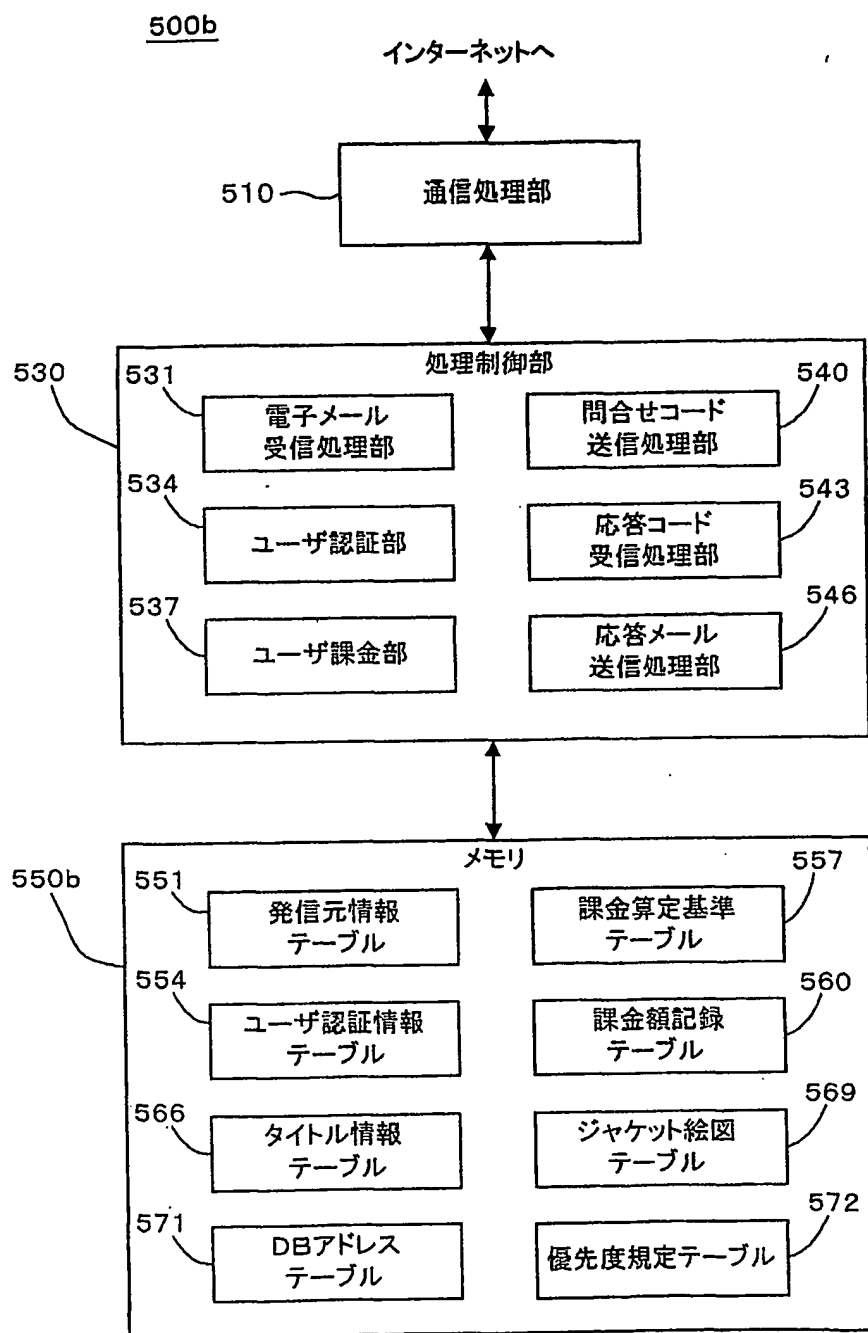 500b
インターネットへ
510
通信処理部
530
処理制御部
531
電子メール
受信処理部
540
問合せコード
送信処理部
534
ユーザ認証部
543
応答コード
受信処理部
537
ユーザ課金部
546
応答メール
送信処理部
550b
メモリ
551
発信元情報
テーブル
557
課金算定基準
テーブル
554
ユーザ認証情報
テーブル
560
課金額記録
テーブル
566
タイトル情報
テーブル
569
ジャケット絵図
テーブル
571
DBアドレス
テーブル
572
優先度規定テーブル